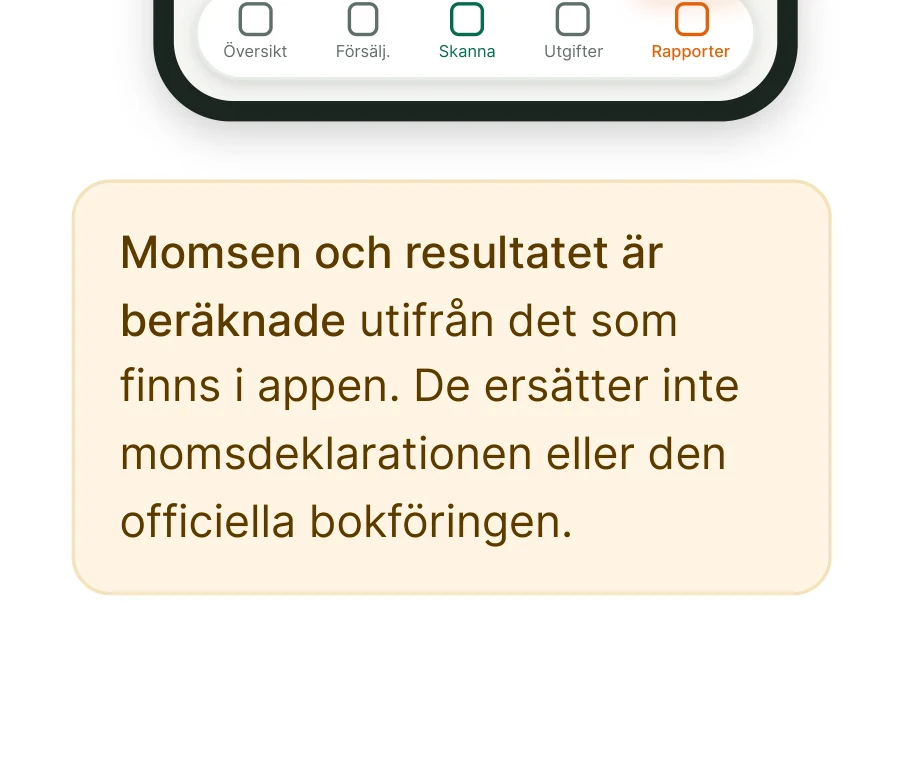 Översikt
Försälj.
Skanna
Utgifter
Rapporter
Momsen och resultatet är
beräknade utifrån det som
finns i appen. De ersätter inte
momsdeklarationen eller den
officiella bokföringen.